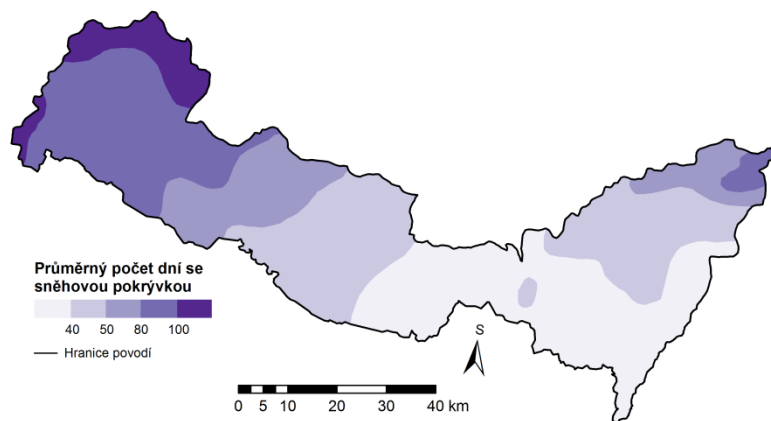 Průměrný počet dní se
sněhovou pokrývkou
40 50 80 100
Hranice povodí
S
0 5 10 20 30 40 km